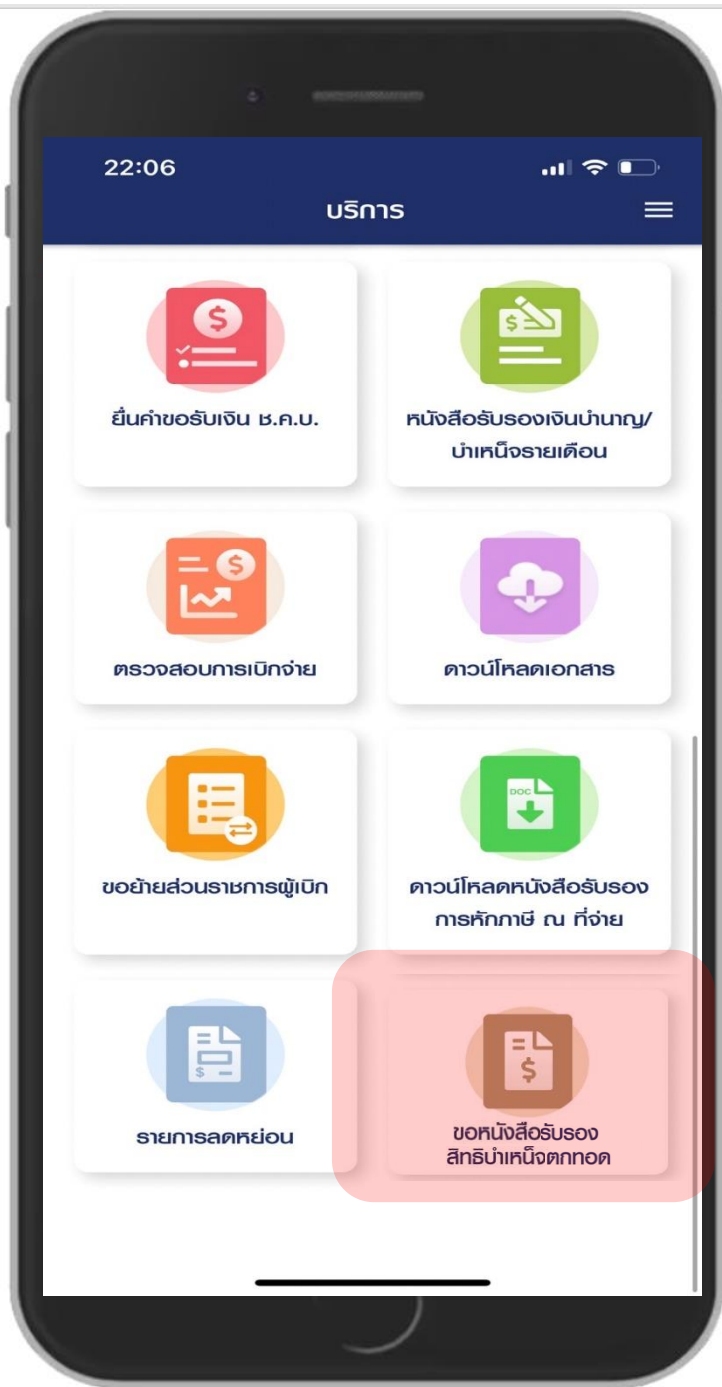 22:06
บริการ
$
$
ยื่นคำขอรับเงิน ช.ค.บ.
หนังสือรับรองเงินบำนาญ/
บำเหน็จรายเดือน
$
ตรวจสอบการเบิกจ่าย
ดาวน์โหลดเอกสาร
DOC
ขอย้ายส่วนราชการผู้เบิก
ดาวน์โหลดหนังสือรับรอง
การหักภาษี ณ ที่จ่าย
$
$
รายการลดหย่อน
ขอหนังสือรับรอง
สิทธิบำเหน็จตกทอด